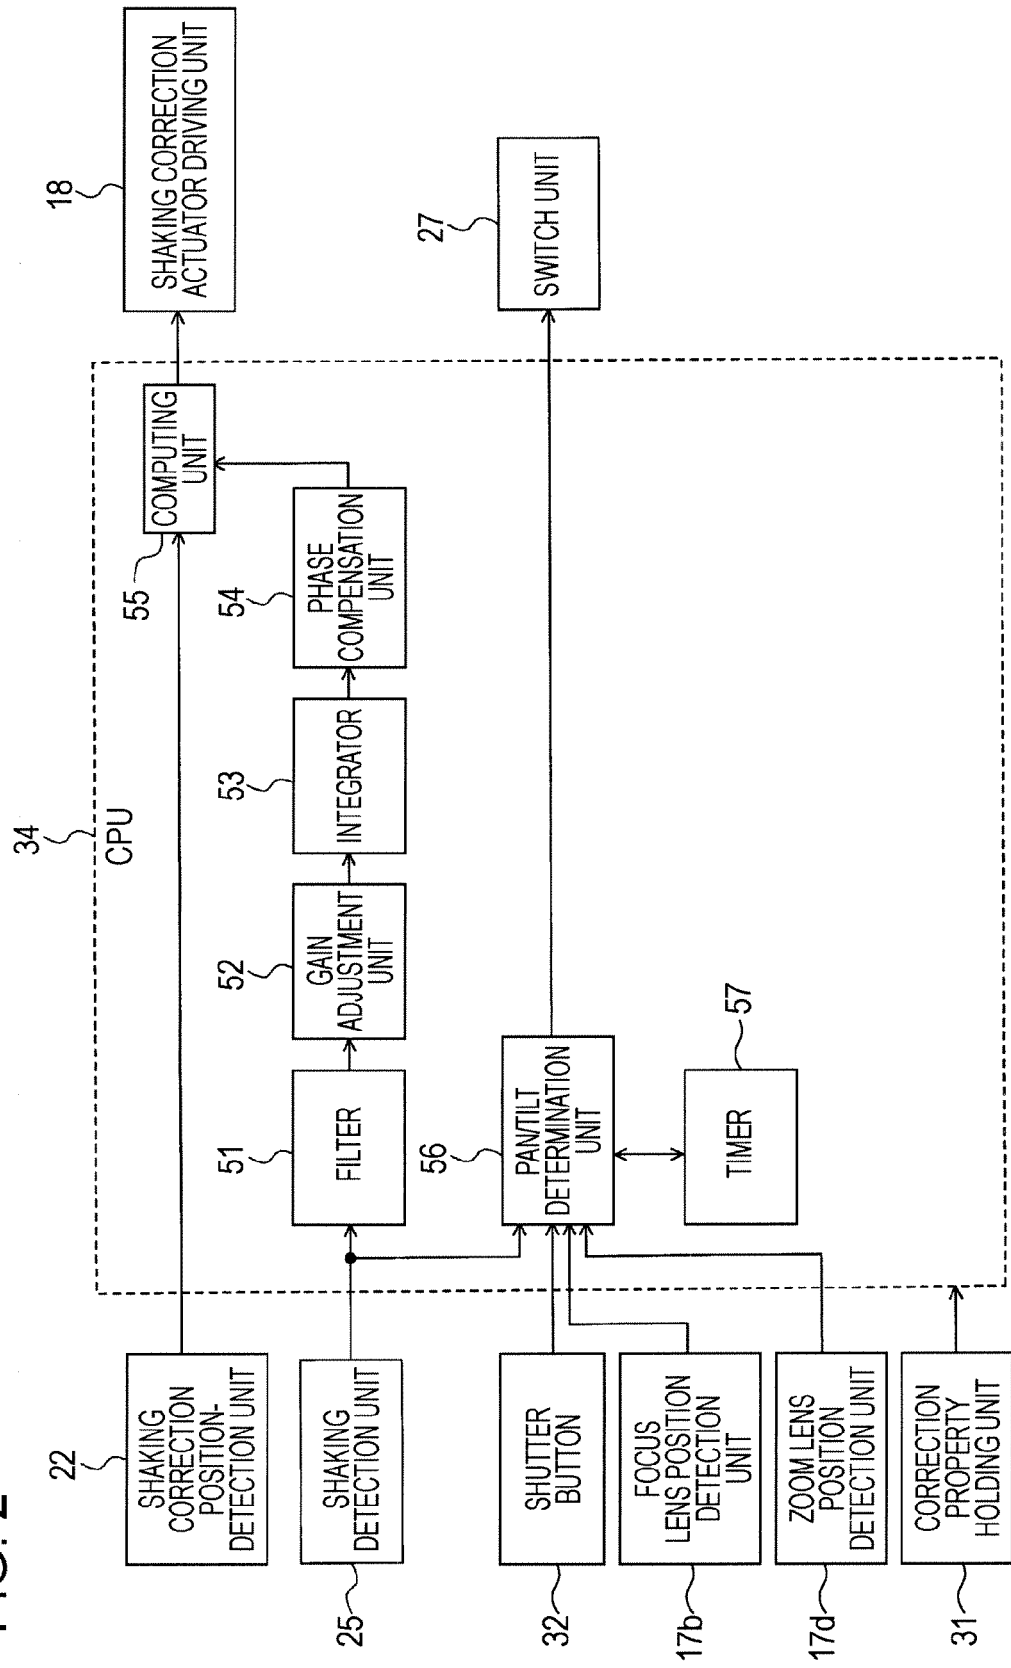 FIG. 2
22
SHAKING
CORRECTION
POSITION-
DETECTION UNIT
25
SHAKING
DETECTION UNIT
32
SHUTTER
BUTTON
17b
FOCUS
LENS POSITION
DETECTION
UNIT
17d
ZOOM LENS
POSITION
DETECTION UNIT
31
CORRECTION
PROPERTY
HOLDING UNIT
34
CPU
51
FILTER
52
GAIN
ADJUSTMENT
UNIT
53
INTEGRATOR
54
PHASE
COMPENSATION
UNIT
55
COMPUTING
UNIT
56
PAN/TILT
DETERMINATION
UNIT
57
TIMER
18
SHAKING CORRECTION
ACTUATOR DRIVING UNIT
27
SWITCH UNIT